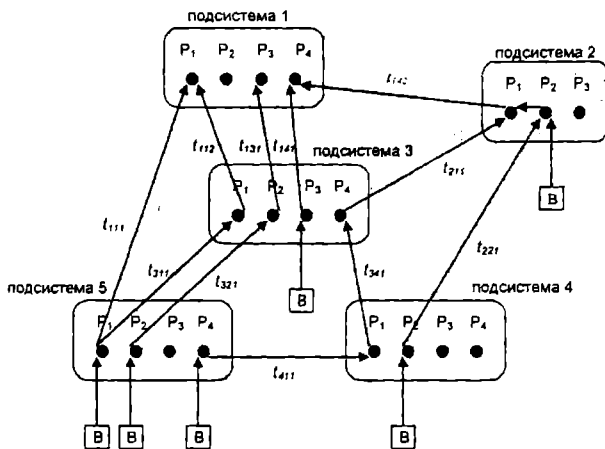 подсистема 1
P₁ P₂ P₃ P₄
подсистема 2
P₁ P₂ P₃
t₁₁₂ t₁₃₁ t₁₄₁
подсистема 3
P₁ P₂ P₃ P₄
t₂₁₁
B
t₁₁₁
t₃₁₁
t₃₂₁
t₃₄₁
t₂₂₁
B
подсистема 5
P₁ P₂ P₃ P₄
подсистема 4
P₁ P₂ P₃ P₄
t₄₁₁
B B B B